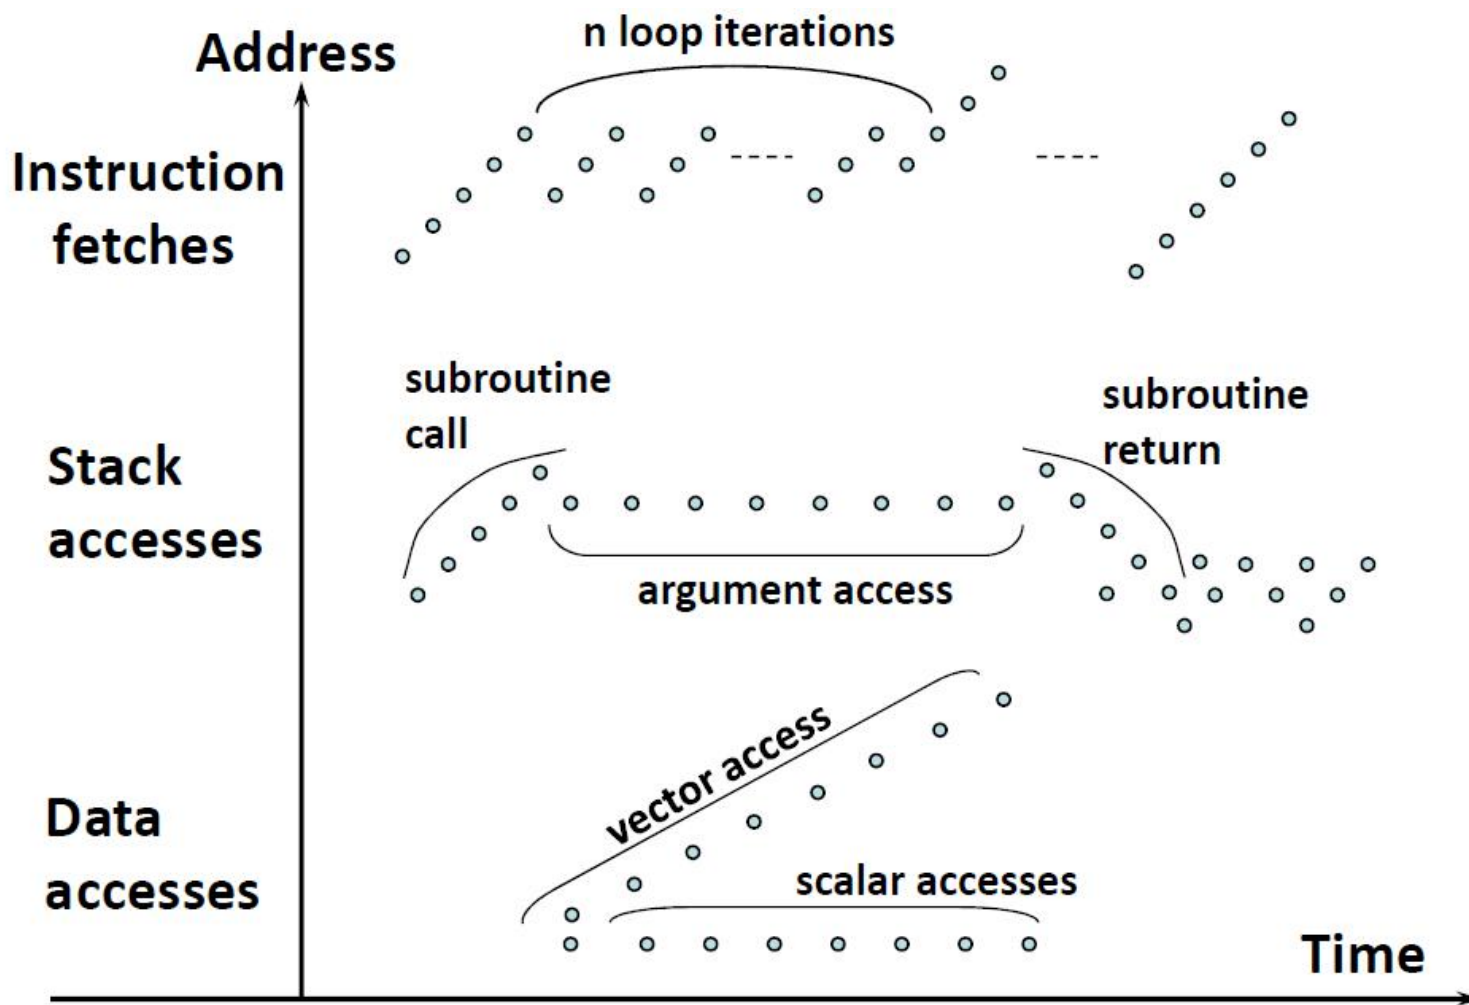 Address
n loop iterations
Instruction
fetches
subroutine
call
subroutine
return
Stack
accesses
argument access
vector access
Data
accesses
scalar accesses
Time